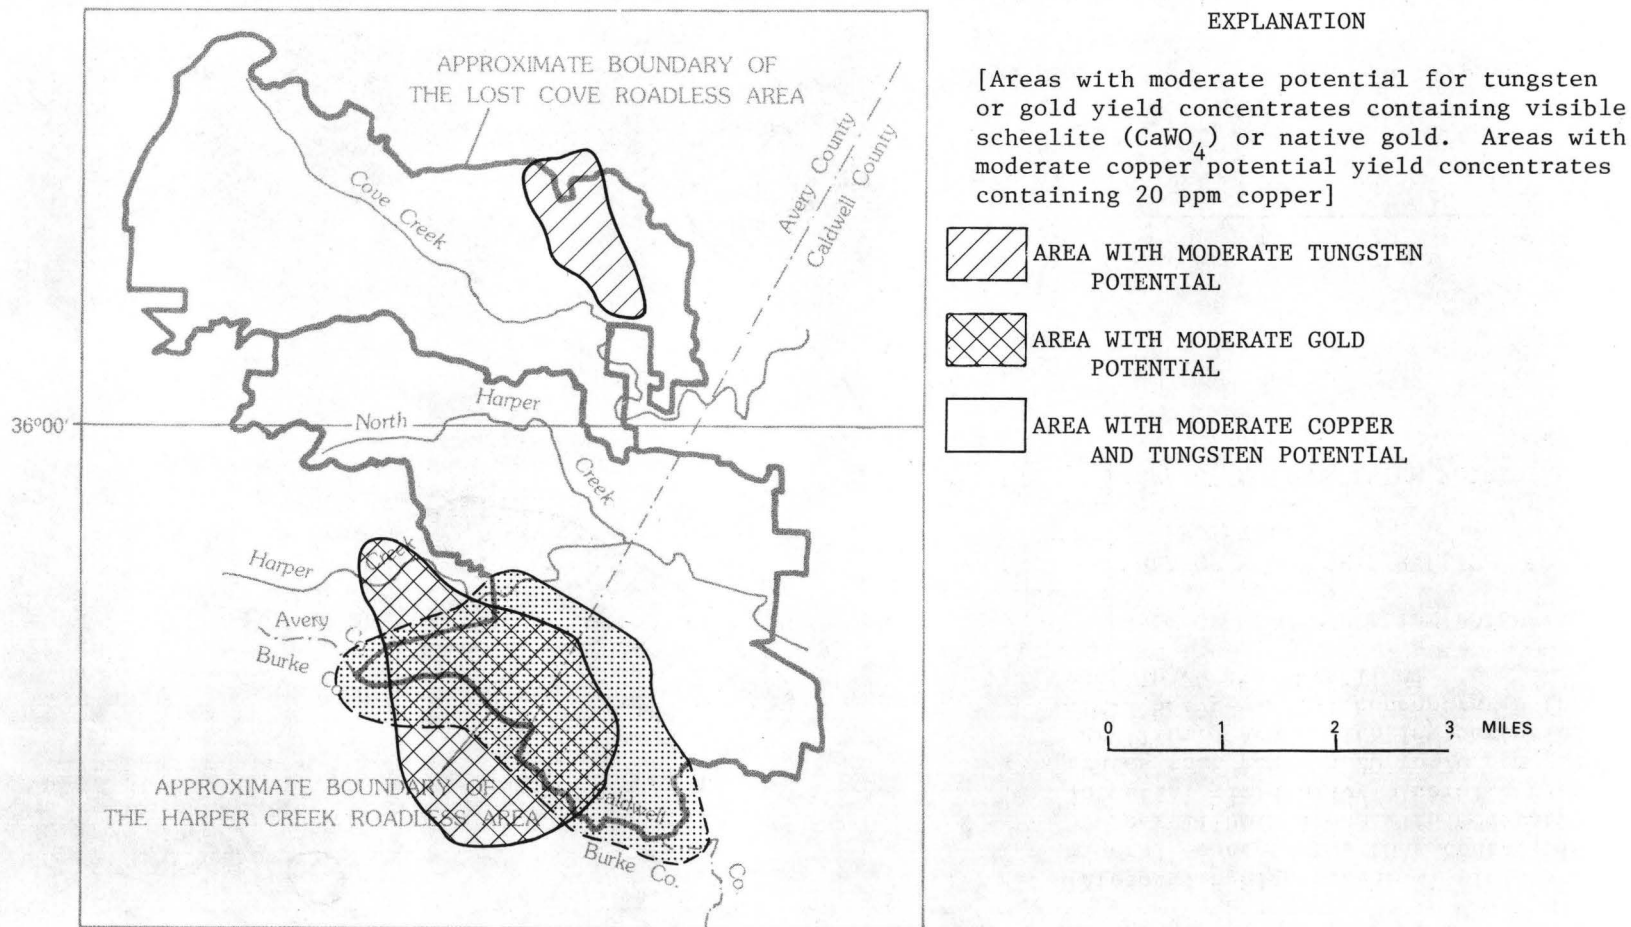 APPROXIMATE BOUNDARY OF
THE LOST COVE ROADLESS AREA
Avery County
Caldwell County
Cove Creek
36°00'
North
Harper
Creek
Harper
Creek
Avery Co.
Burke Co.
APPROXIMATE BOUNDARY OF
THE HARPER CREEK ROADLESS AREA
Caldwell
Co.
Burke Co.
EXPLANATION
[Areas with moderate potential for tungsten
or gold yield concentrates containing visible
scheelite (CaWO4) or native gold. Areas with
moderate copper potential yield concentrates
containing 20 ppm copper]
AREA WITH MODERATE TUNGSTEN
POTENTIAL
AREA WITH MODERATE GOLD
POTENTIAL
AREA WITH MODERATE COPPER
AND TUNGSTEN POTENTIAL
0 1 2 3 MILES